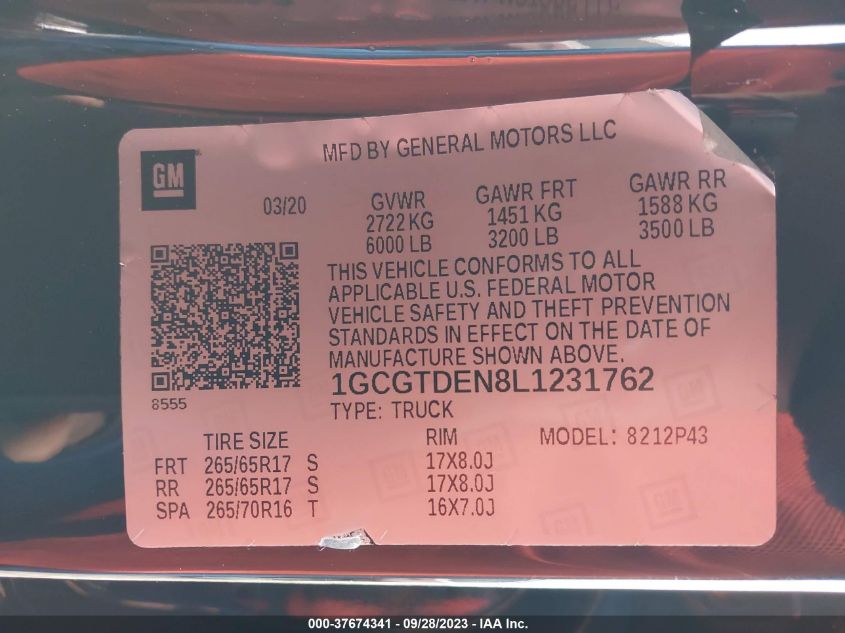 MFD BY GENERAL MOTORS LLC
GM
03/20
GVWR GAWR FRT GAWR RR
2722 KG 1451 KG 1588 KG
6000 LB 3200 LB 3500 LB
THIS VEHICLE CONFORMS TO ALL
APPLICABLE U.S. FEDERAL MOTOR
VEHICLE SAFETY AND THEFT PREVENTION
STANDARDS IN EFFECT ON THE DATE OF
MANUFACTURE SHOWN ABOVE.
1GCGTDEN8L1231762
8555
TYPE: TRUCK
TIRE SIZE RIM MODEL: 8212P43
FRT 265/65R17 S 17X8.0J
RR 265/65R17 S 17X8.0J
SPA 265/70R16 T 16X7.0J
000-37674341 - 09/28/2023 - IAA Inc.